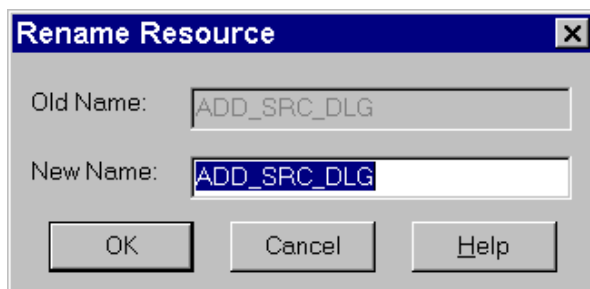 Rename Resource
Old Name: ADD_SRC_DLG
New Name: ADD_SRC_DLG
OK Cancel Help